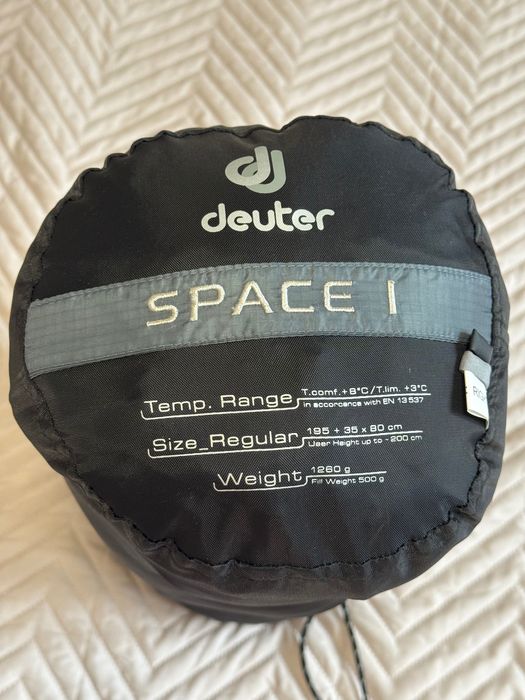 deuter
SPACE I
Temp. Range T.comf.+8°C/T.lim. +3°C
in accordance with EN 13537
Size_Regular 195 + 35 x 80 cm
User Height up to ~ 200 cm
Weight 1260 g
Fill Weight 500 g